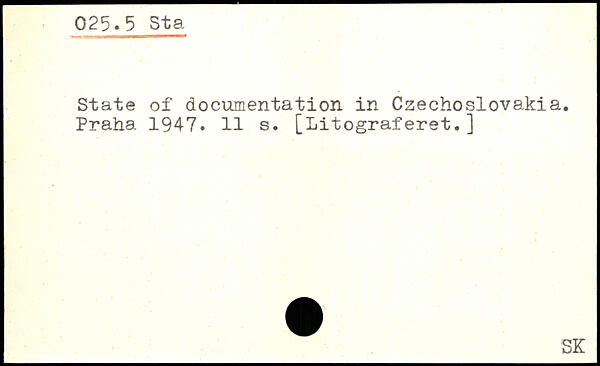 025.5 Sta
State of documentation in Czechoslovakia.
Praha 1947. 11 s. [Litograferet.]
SK